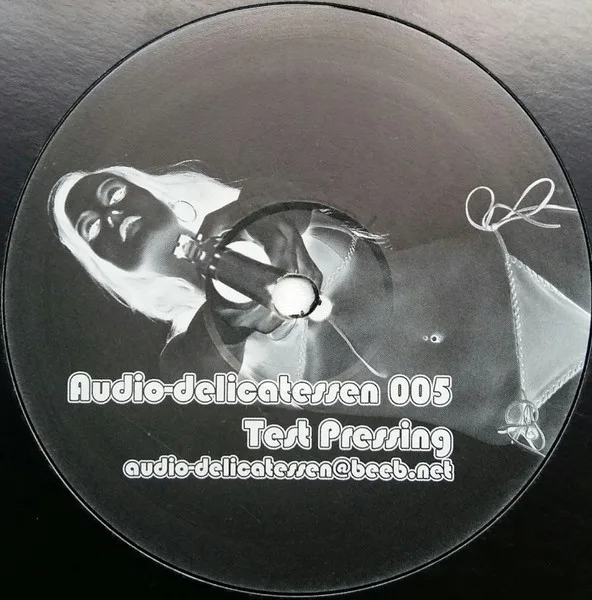 Audio-delicatessen 005
Test Pressing
audio-delicatessen@beeb.net